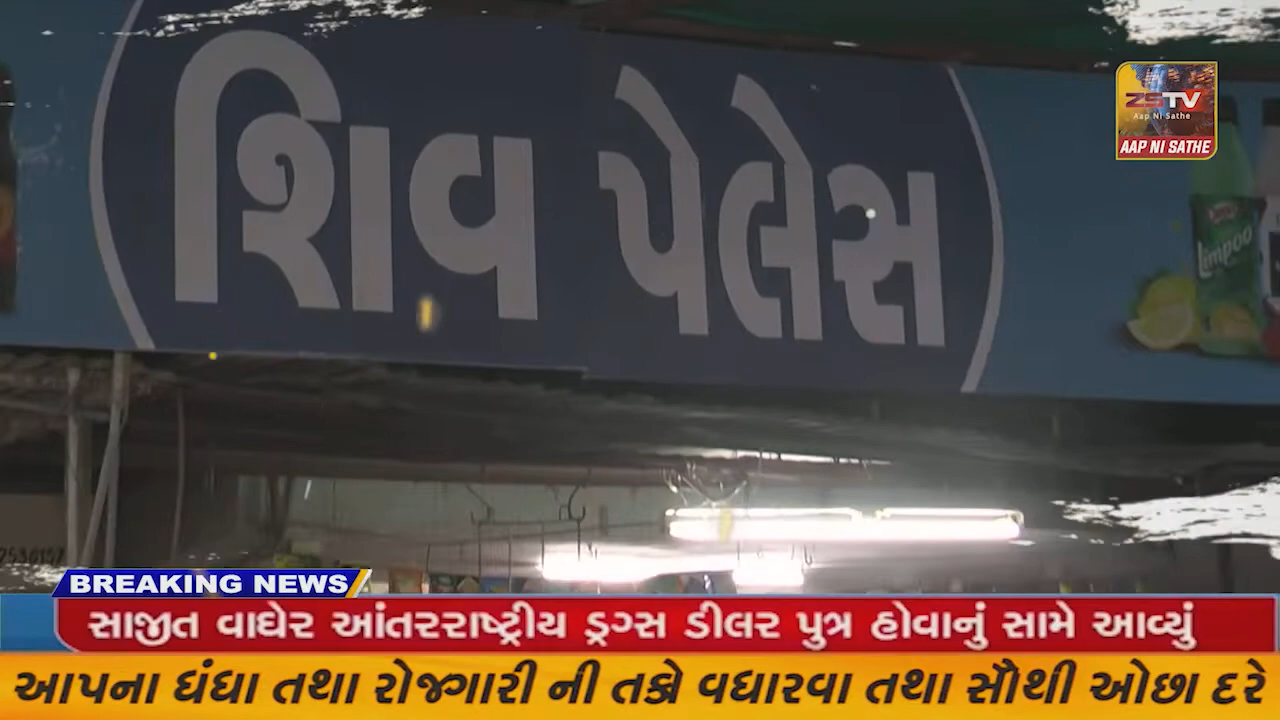 શિવ પેલેસ
ZSTV
Aap Ni Sathe
AAP NI SATHE
Limpoo
BREAKING NEWS
સાજીત વાઘેર આંતરરાષ્ટ્રીય ડ્રગ્સ ડીલર પુત્ર હોવાનું સામે આવ્યું
આપના ધંધા તથા રોજગારી ની તકો વધારવા તથા સૌથી ઓછા દરે